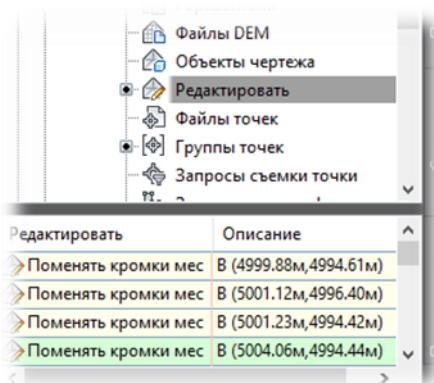 Файлы DEM
Объекты чертежа
Редактировать
Файлы точек
Группы точек
Запросы съемки точки
Редактировать Описание
Поменять кромки мес В (4999.88м,4994.61м)
Поменять кромки мес В (5001.12м,4996.40м)
Поменять кромки мес В (5001.23м,4994.42м)
Поменять кромки мес В (5004.06м,4994.44м)